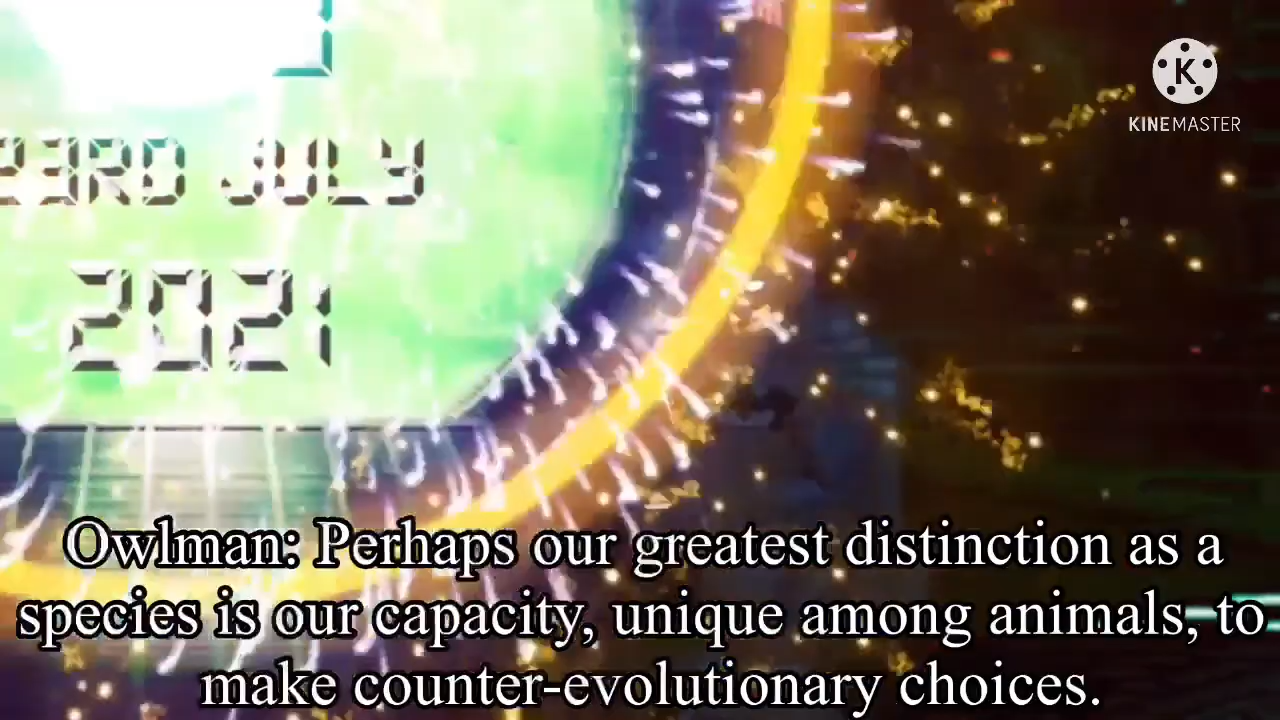 23RD JULY
2021
KINEMASTER
Owlman: Perhaps our greatest distinction as a
species is our capacity, unique among animals, to
make counter-evolutionary choices.